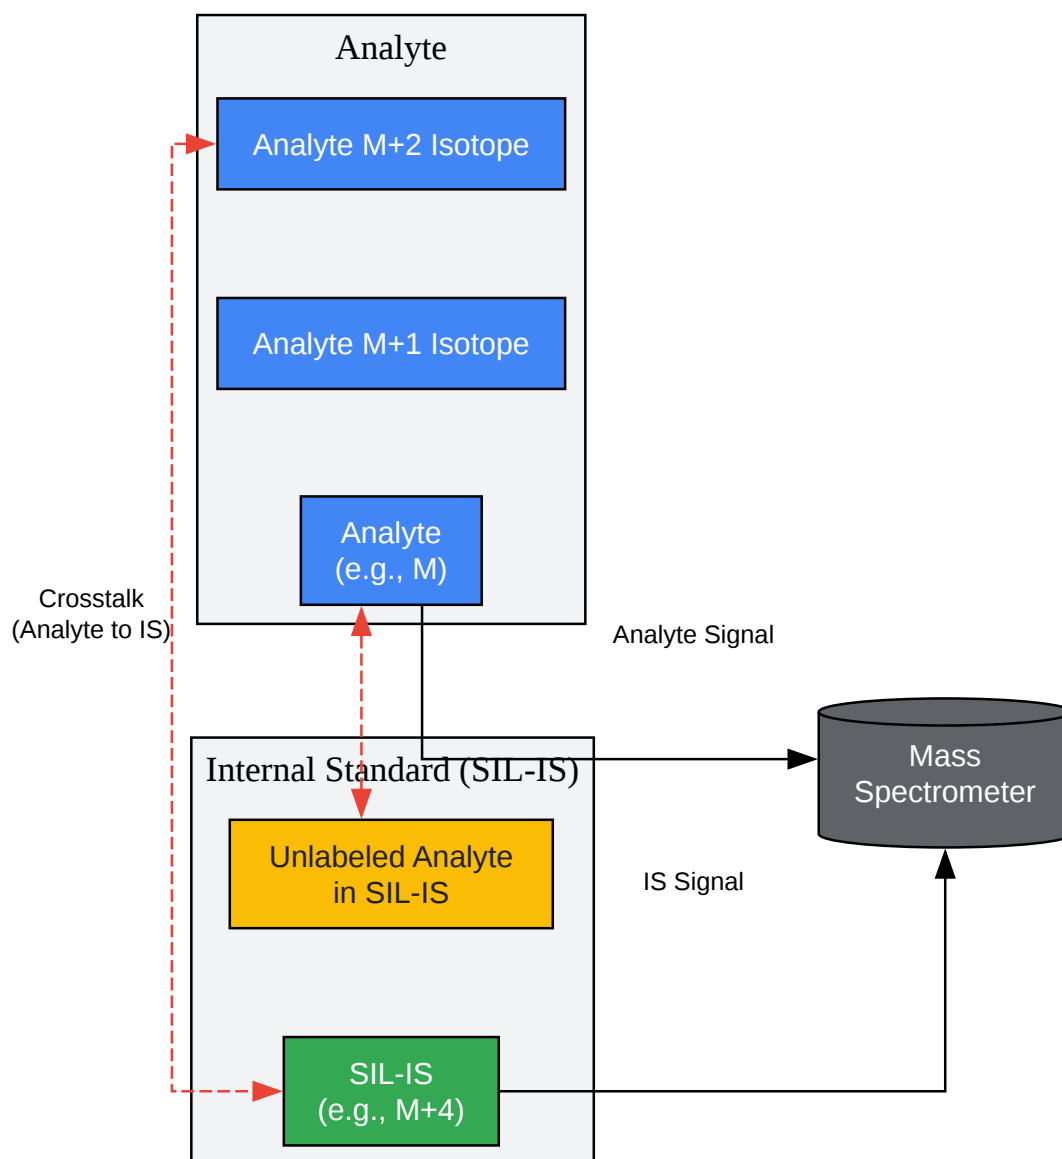 Analyte
Analyte M+2 Isotope
Analyte M+1 Isotope
Analyte
(e.g., M)
Crosstalk
(Analyte to IS)
Analyte Signal
Mass
Spectrometer
Internal Standard (SIL-IS)
Unlabeled Analyte
in SIL-IS
IS Signal
SIL-IS
(e.g., M+4)